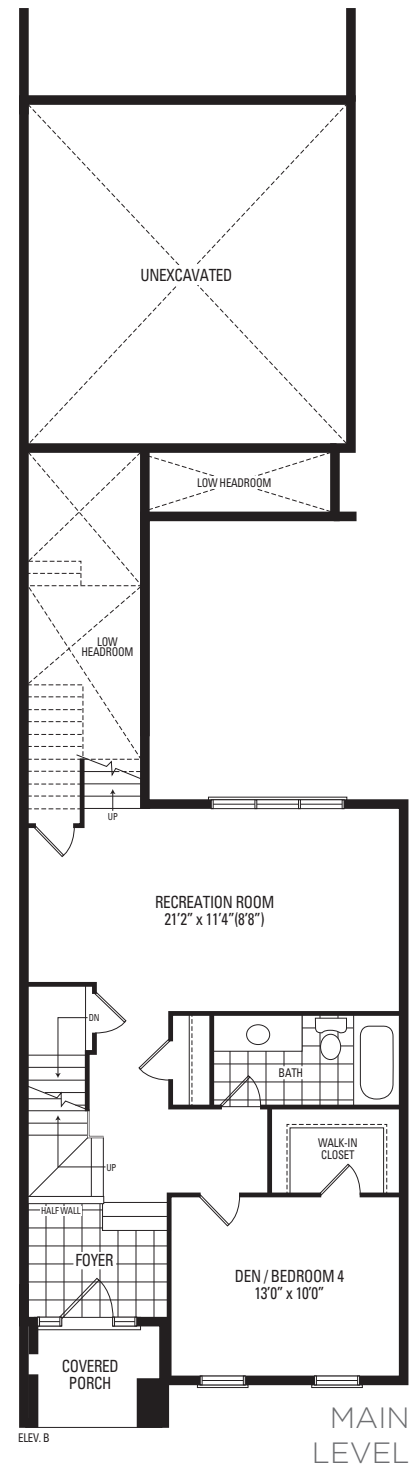 UNEXCAVATED
LOW HEADROOM
LOW
HEADROOM
UP
RECREATION ROOM
21'2" x 11'4"(8'8")
DN
BATH
UP
WALK-IN
CLOSET
HALF WALL
FOYER
DEN / BEDROOM 4
13'0" x 10'0"
COVERED
PORCH
ELEV. B
MAIN
LEVEL